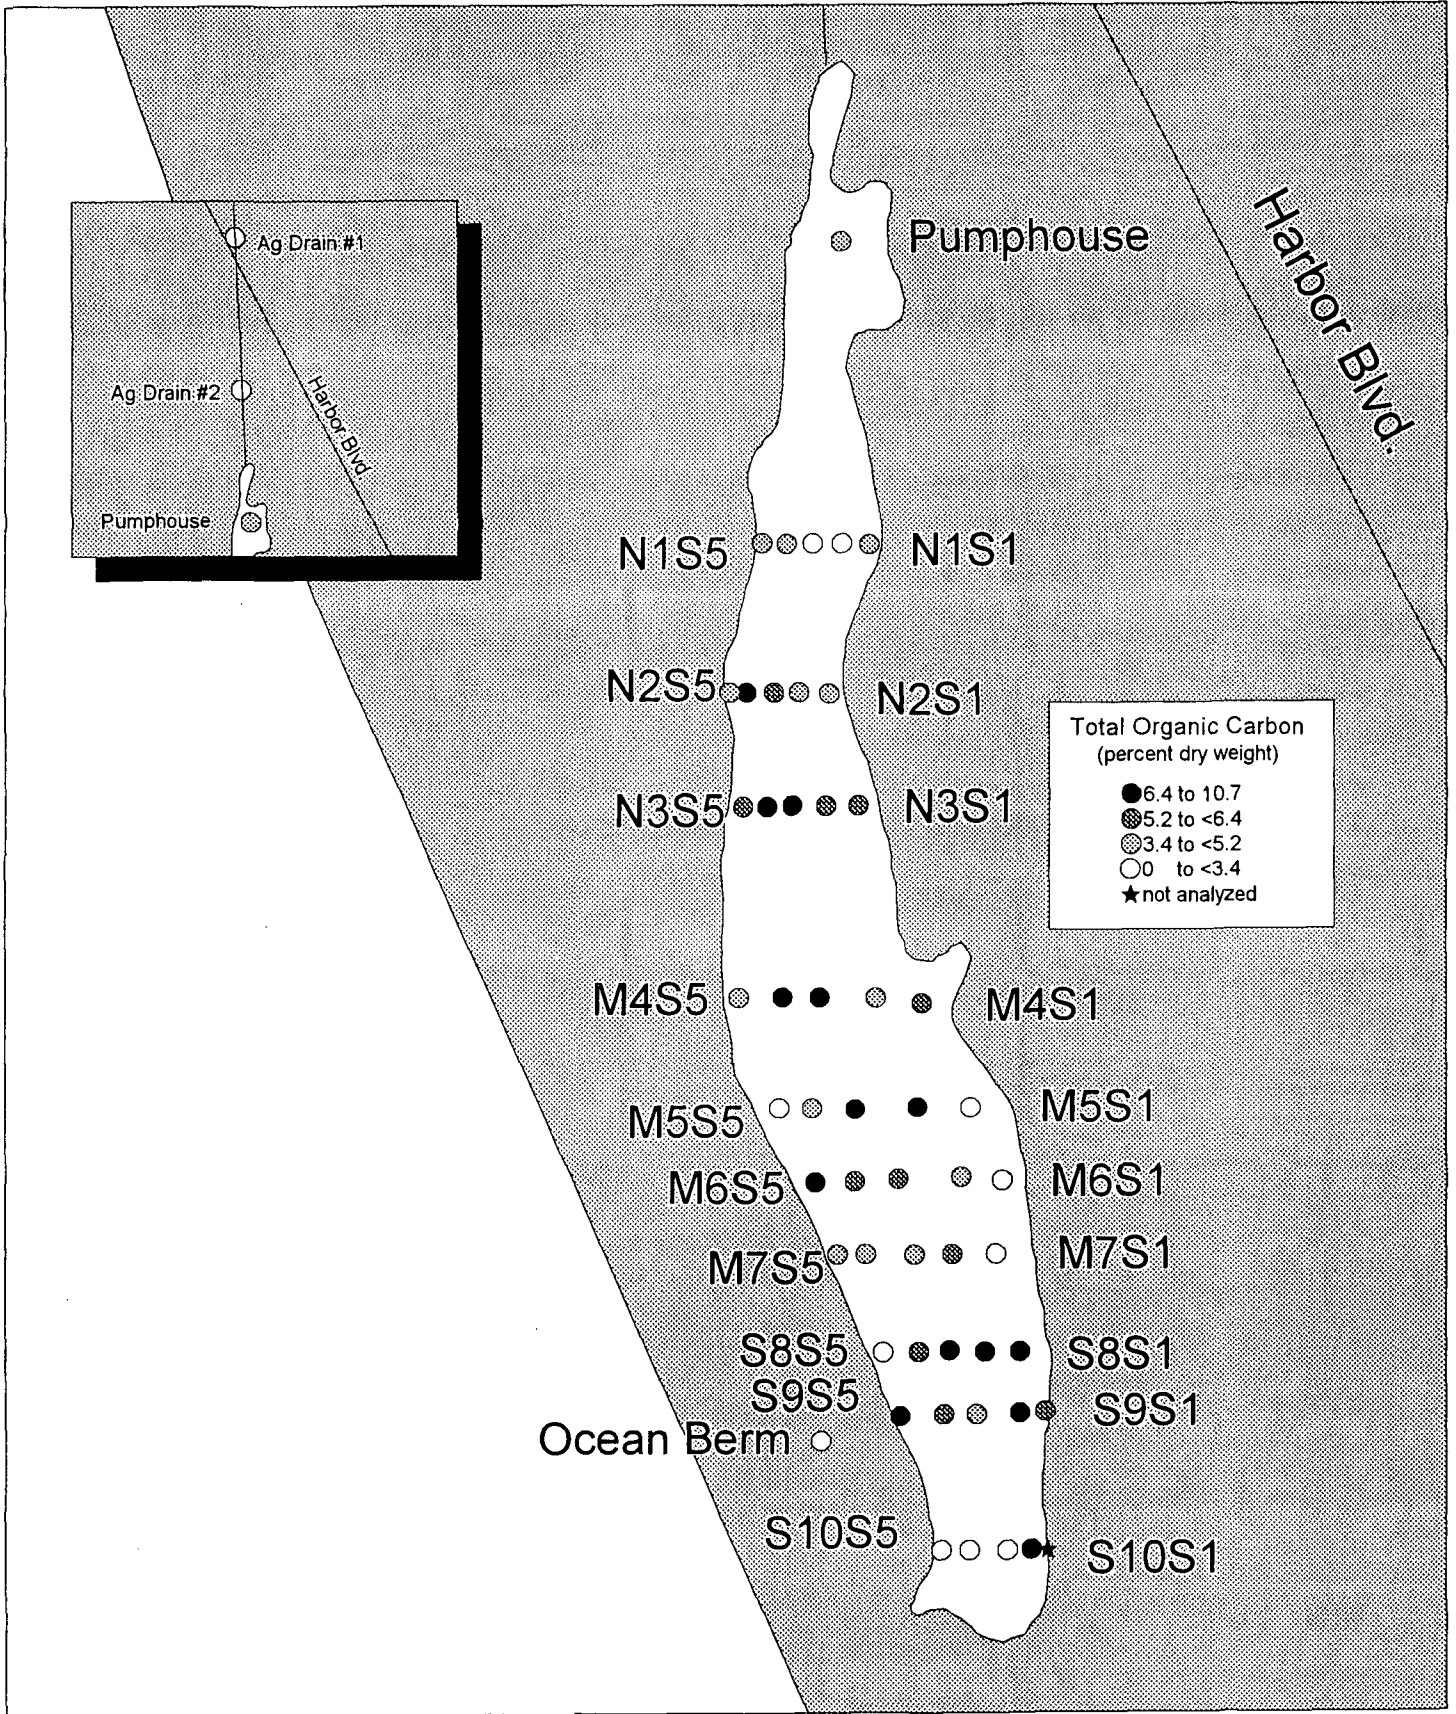 Ag Drain #1
Ag Drain #2
Harbor Blvd.
Pumphouse
Pumphouse
Harbor Blvd.
N1S5
N1S1
N2S5
N2S1
Total Organic Carbon
(percent dry weight)
6.4 to 10.7
5.2 to <6.4
3.4 to <5.2
0 to <3.4
not analyzed
N3S5
N3S1
M4S5
M4S1
M5S5
M5S1
M6S5
M6S1
M7S5
M7S1
S8S5
S8S1
S9S5
S9S1
Ocean Berm
S10S5
S10S1